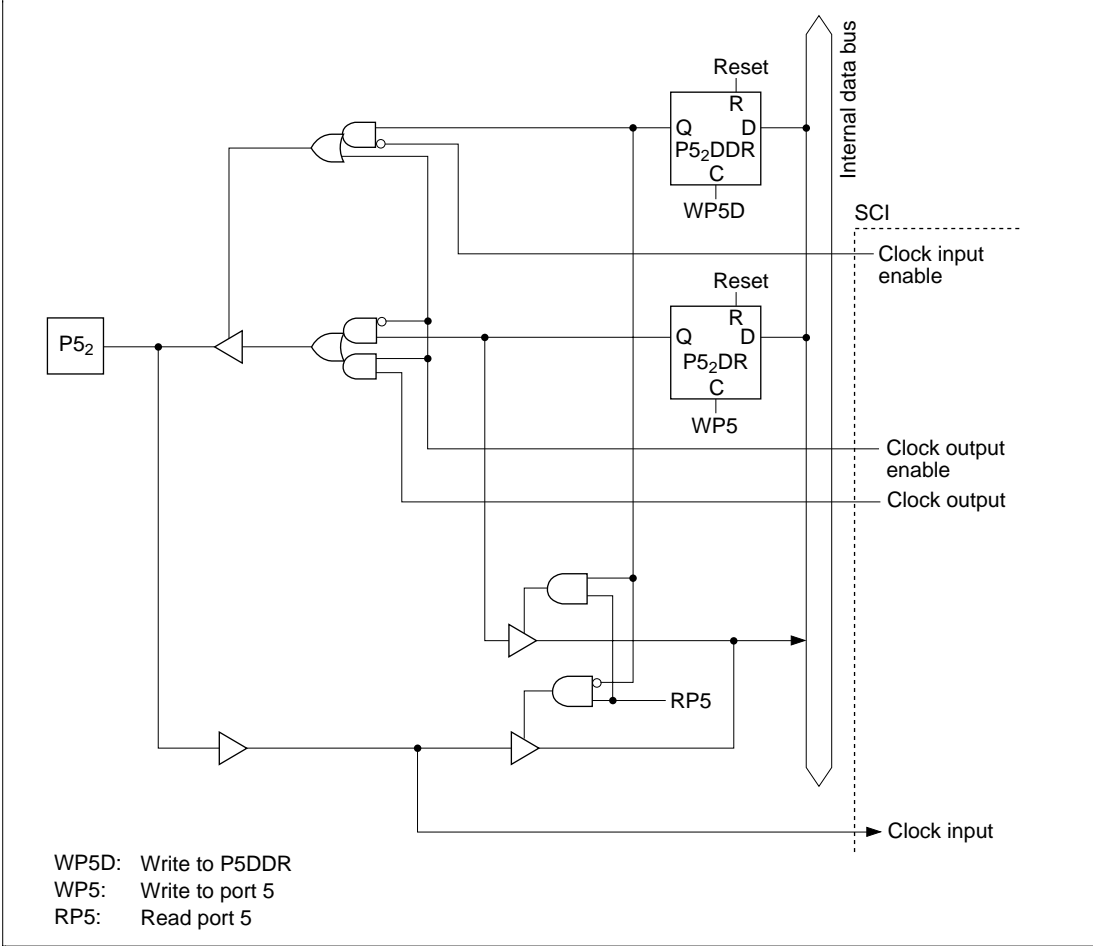 Internal data bus
Reset
R
Q D
P5₂DDR
C
WP5D
SCI
Clock input
enable
Reset
R
Q D
P5₂
P5₂DR
C
WP5
Clock output
enable
Clock output
RP5
Clock input
WP5D: Write to P5DDR
WP5: Write to port 5
RP5: Read port 5